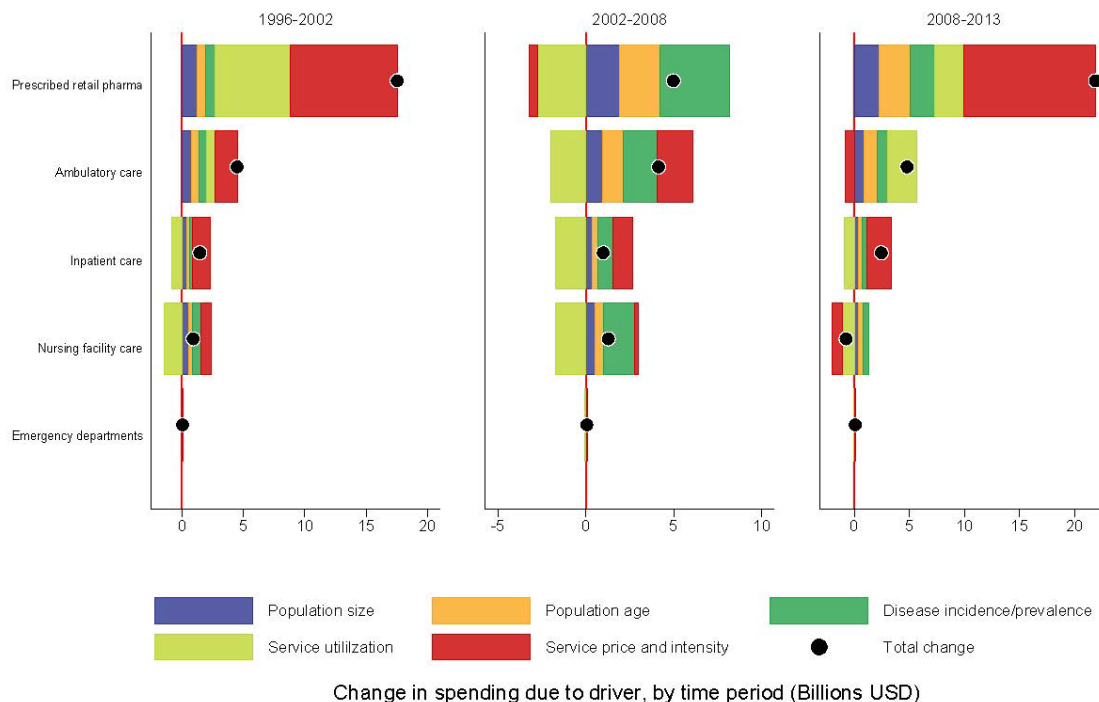 1996-2002
2002-2008
2008-2013
Prescribed retail pharma
Ambulatory care
Inpatient care
Nursing facility care
Emergency departments
0 5 10 15 20
-5 0 5 10
0 5 10 15 20
Population size
Population age
Disease incidence/prevalence
Service utililzation
Service price and intensity
Total change
Change in spending due to driver, by time period (Billions USD)